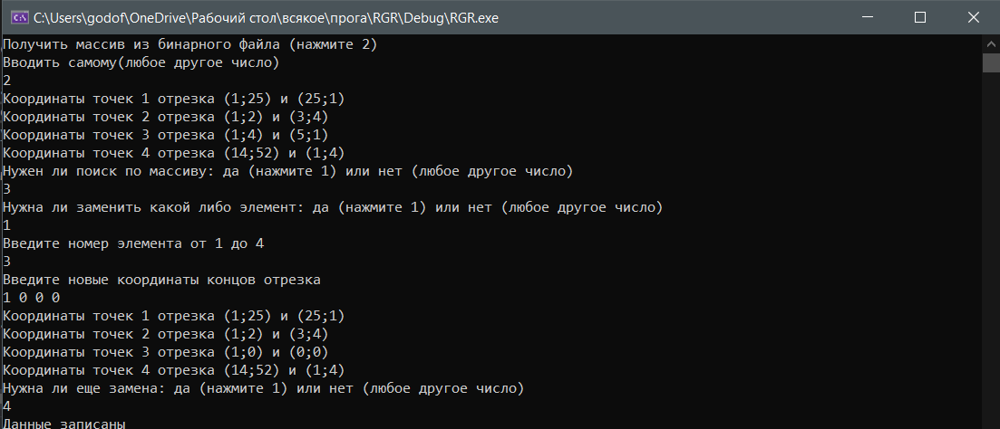 C:\Users\godof\OneDrive\Рабочий стол\всякое\прога\RGR\Debug\RGR.exe
Получить массив из бинарного файла (нажмите 2)
Вводить самому(любое другое число)
2
Координаты точек 1 отрезка (1;25) и (25;1)
Координаты точек 2 отрезка (1;2) и (3;4)
Координаты точек 3 отрезка (1;4) и (5;1)
Координаты точек 4 отрезка (14;52) и (1;4)
Нужен ли поиск по массиву: да (нажмите 1) или нет (любое другое число)
3
Нужна ли заменить какой либо элемент: да (нажмите 1) или нет (любое другое число)
1
Введите номер элемента от 1 до 4
3
Введите новые координаты концов отрезка
1 0 0 0
Координаты точек 1 отрезка (1;25) и (25;1)
Координаты точек 2 отрезка (1;2) и (3;4)
Координаты точек 3 отрезка (1;0) и (0;0)
Координаты точек 4 отрезка (14;52) и (1;4)
Нужна ли еще замена: да (нажмите 1) или нет (любое другое число)
4
Данные записаны